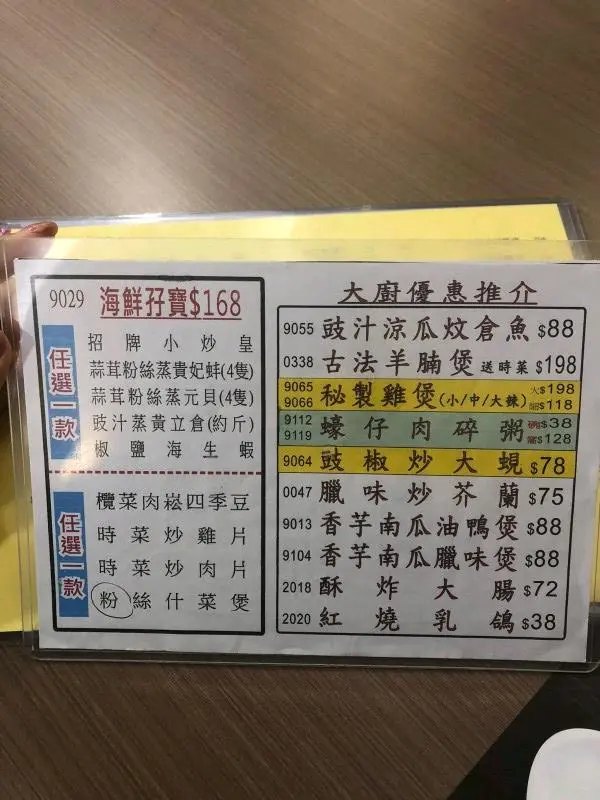 9029 海鮮孖寶$168
任選一款
招牌小炒皇
蒜茸粉絲蒸貴妃蚌(4隻)
蒜茸粉絲蒸元貝(4隻)
豉汁蒸黃立倉(約斤)
椒鹽海生蝦
任選一款
欖菜肉崧四季豆
時菜炒雞片
時菜炒肉片
粉絲什菜煲
大廚優惠推介
9055 豉汁涼瓜炆倉魚 $88
0338 古法羊腩煲 送時菜 $198
9065 大$198
9066 秘製雞煲(小/中/大辣) 細$118
9112 碗$38
9119 蠔仔肉碎粥 窩$128
9064 豉椒炒大蜆 $78
0047 臘味炒芥蘭 $75
9013 香芋南瓜油鴨煲 $88
9104 香芋南瓜臘味煲 $88
2018 酥炸大腸 $72
2020 紅燒乳鴿 $38